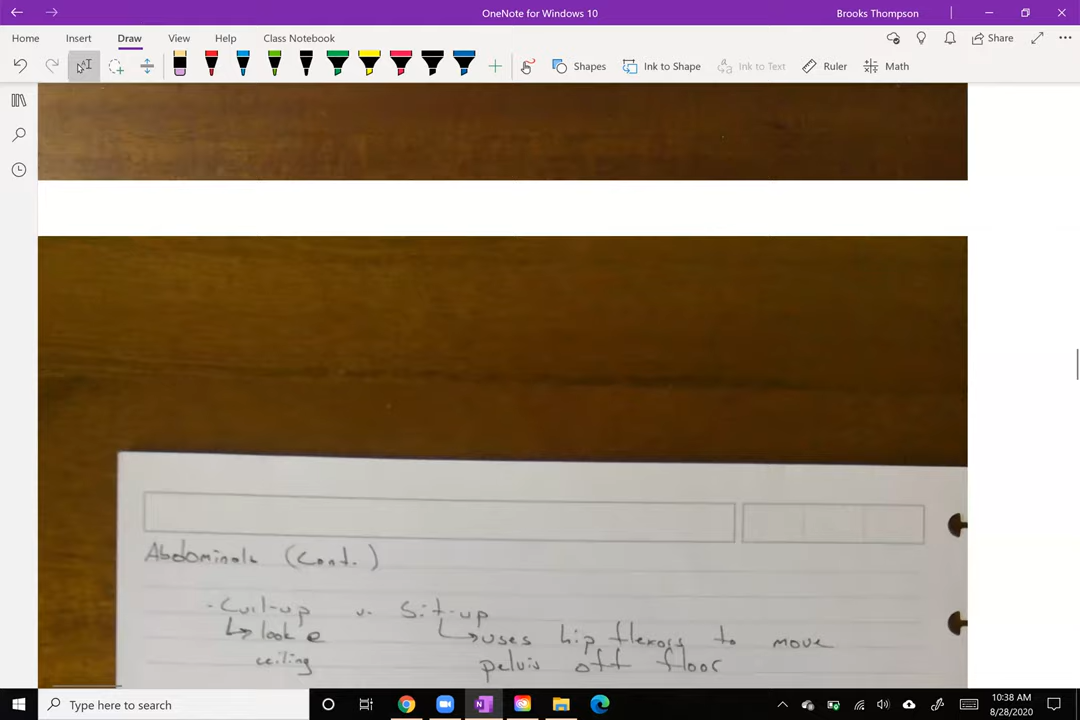 OneNote for Windows 10
Brooks Thompson
Home Insert Draw View Help Class Notebook
Share
Shapes Ink to Shape Ink to Text Ruler Math
Abdominals (Cont.)
- Curl-up v. Sit-up
↳ look @ ↳ uses hip flexors to move
ceiling pelvis off floor
Type here to search
10:38 AM
8/28/2020